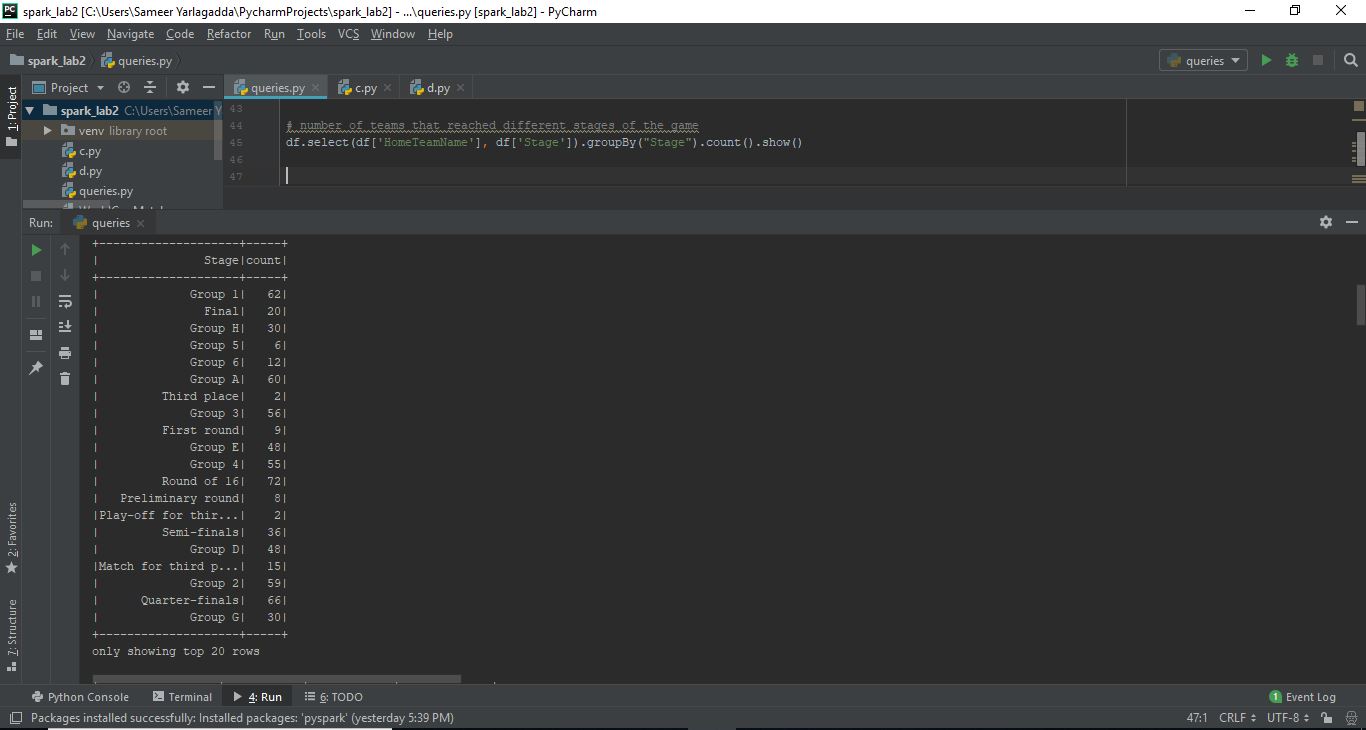 spark_lab2 [C:\Users\Sameer Yarlagadda\PycharmProjects\spark_lab2] - ...\queries.py [spark_lab2] - PyCharm
File Edit View Navigate Code Refactor Run Tools VCS Window Help
spark_lab2 queries.py queries
1: Project
Project
queries.py c.py d.py
spark_lab2 C:\Users\Sameer Y
venv library root
c.py
d.py
queries.py
43
44 # number of teams that reached different stages of the game
45 df.select(df['HomeTeamName'], df['Stage']).groupBy("Stage").count().show()
46
47
Run: queries
+--------------------+-----+
|               Stage|count|
+--------------------+-----+
|             Group 1|   62|
|               Final|   20|
|             Group H|   30|
|             Group 5|    6|
|             Group 6|   12|
|             Group A|   60|
|         Third place|    2|
|             Group 3|   56|
|         First round|    9|
|             Group E|   48|
|             Group 4|   55|
|         Round of 16|   72|
|   Preliminary round|    8|
|Play-off for thir...|    2|
|         Semi-finals|   36|
|             Group D|   48|
|Match for third p...|   15|
|             Group 2|   59|
|      Quarter-finals|   66|
|             Group G|   30|
+--------------------+-----+
only showing top 20 rows
2: Favorites
7: Structure
Python Console Terminal 4: Run 6: TODO 1 Event Log
Packages installed successfully: Installed packages: 'pyspark' (yesterday 5:39 PM) 47:1 CRLF UTF-8